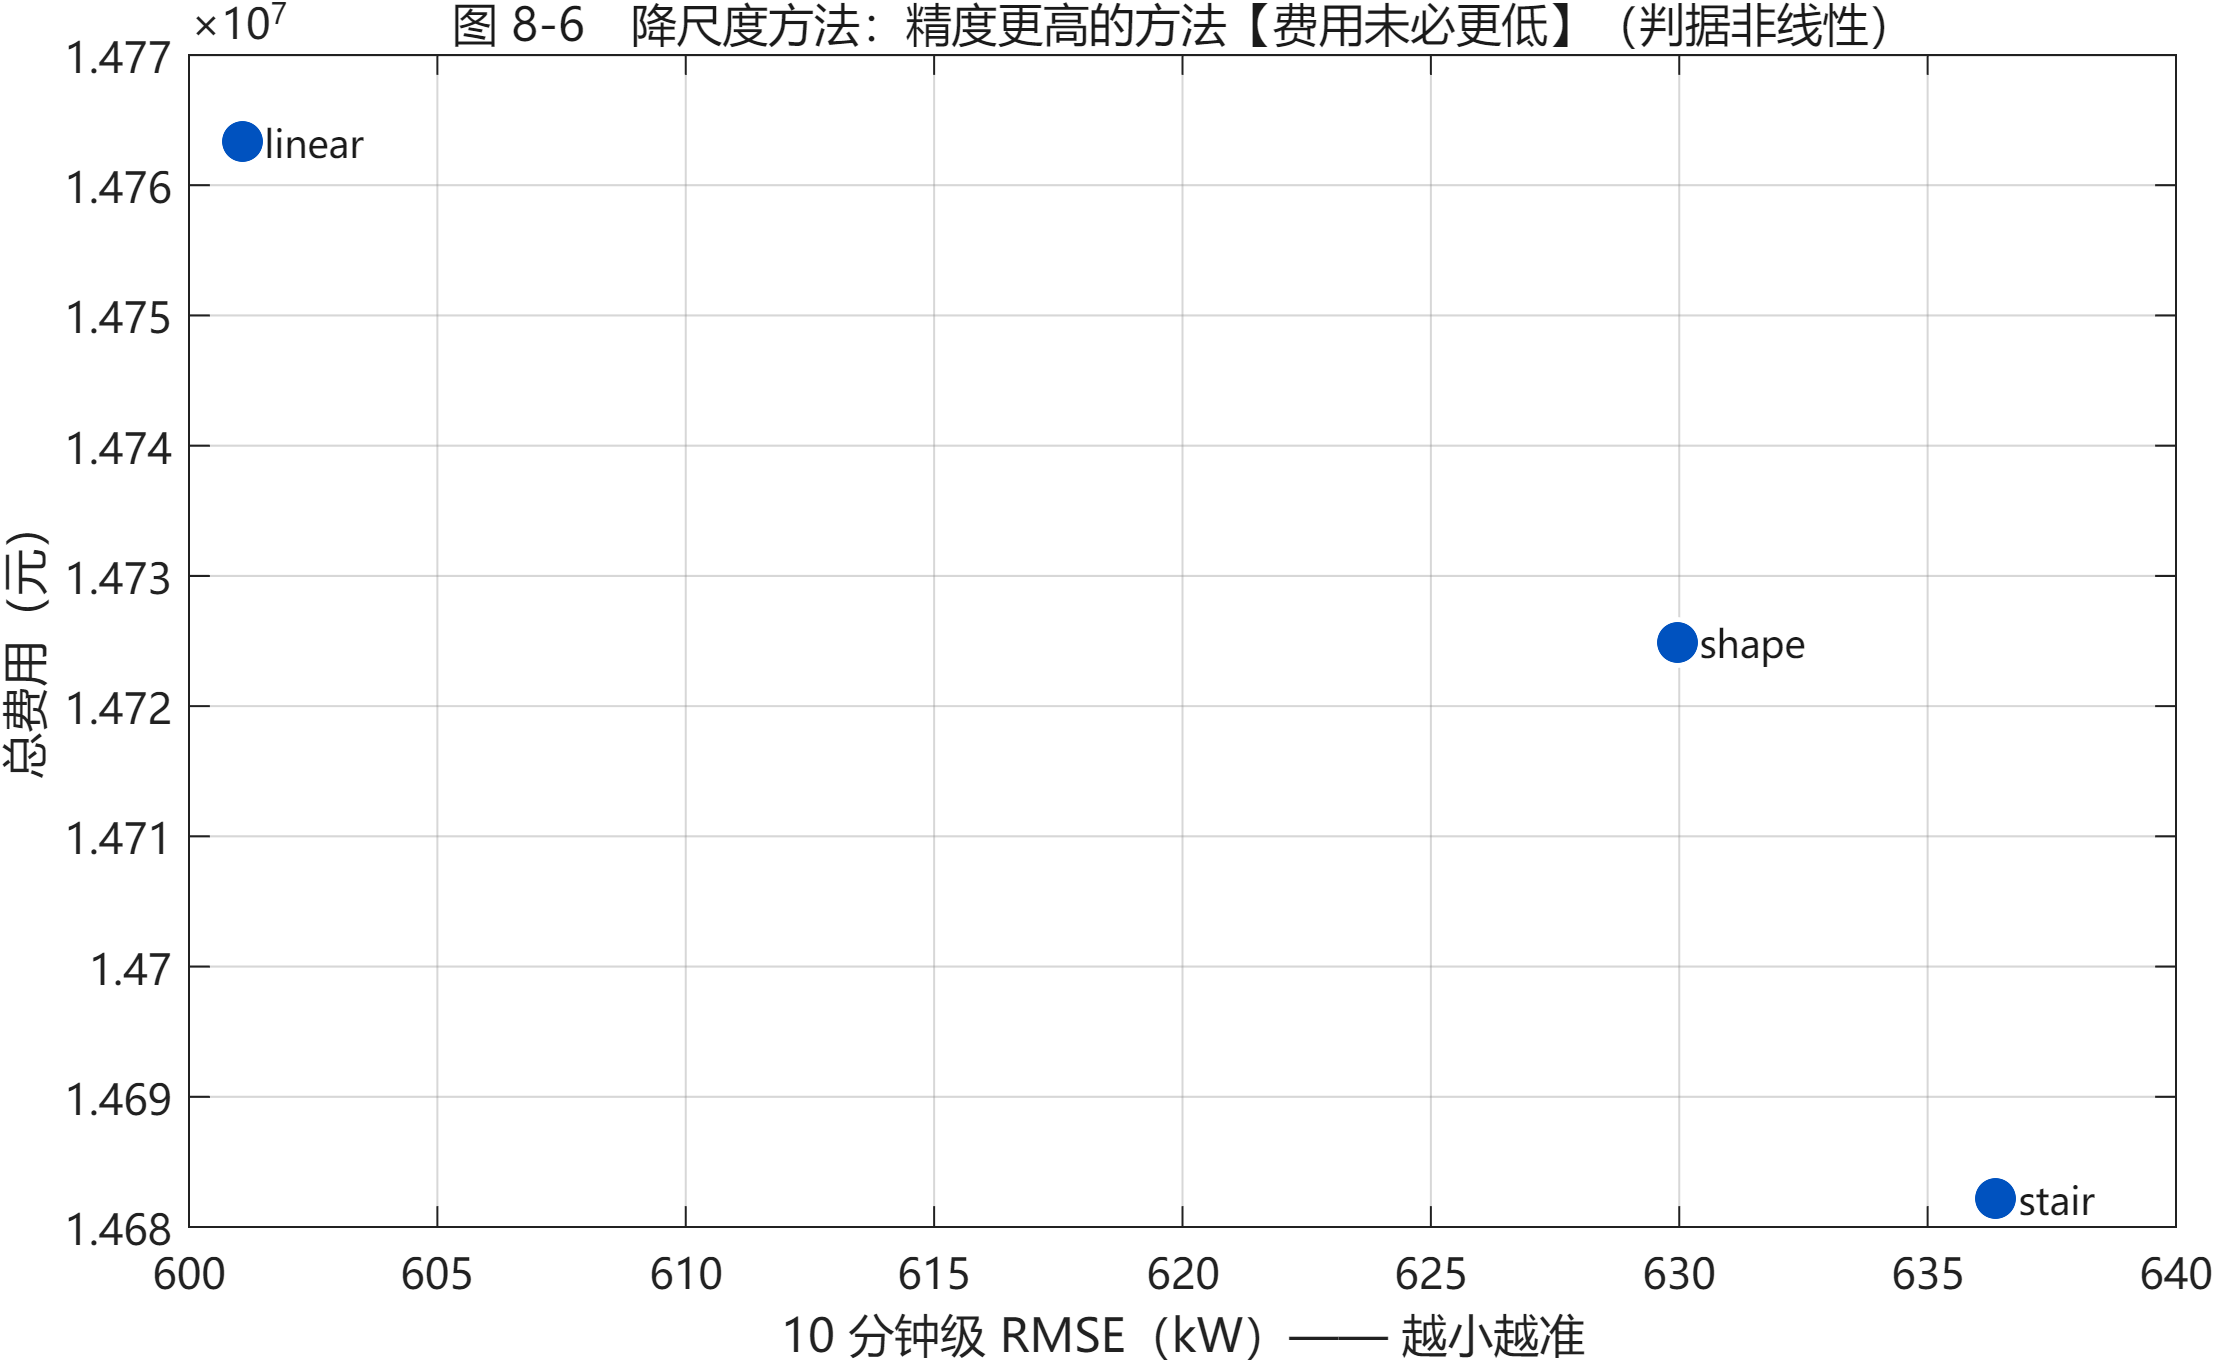 ×10⁷
图 8-6　降尺度方法：精度更高的方法【费用未必更低】（判据非线性）
1.477
1.476
1.475
1.474
1.473
1.472
1.471
1.47
1.469
1.468
总费用（元）
linear
shape
stair
600 605 610 615 620 625 630 635 640
10 分钟级 RMSE（kW）—— 越小越准